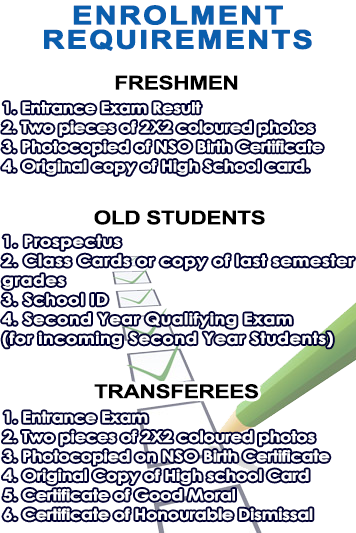 ENROLMENT
REQUIREMENTS
FRESHMEN
1. Entrance Exam Result
2. Two pieces of 2X2 coloured photos
3. Photocopied of NSO Birth Certificate
4. Original copy of High School card.
OLD STUDENTS
1. Prospectus
2. Class Cards or copy of last semester
grades
3. School ID
4. Second Year Qualifying Exam
(for incoming Second Year Students)
TRANSFEREES
1. Entrance Exam
2. Two pieces of 2X2 coloured photos
3. Photocopied on NSO Birth Certificate
4. Original Copy of High school Card
5. Certificate of Good Moral
6. Certificate of Honourable Dismissal